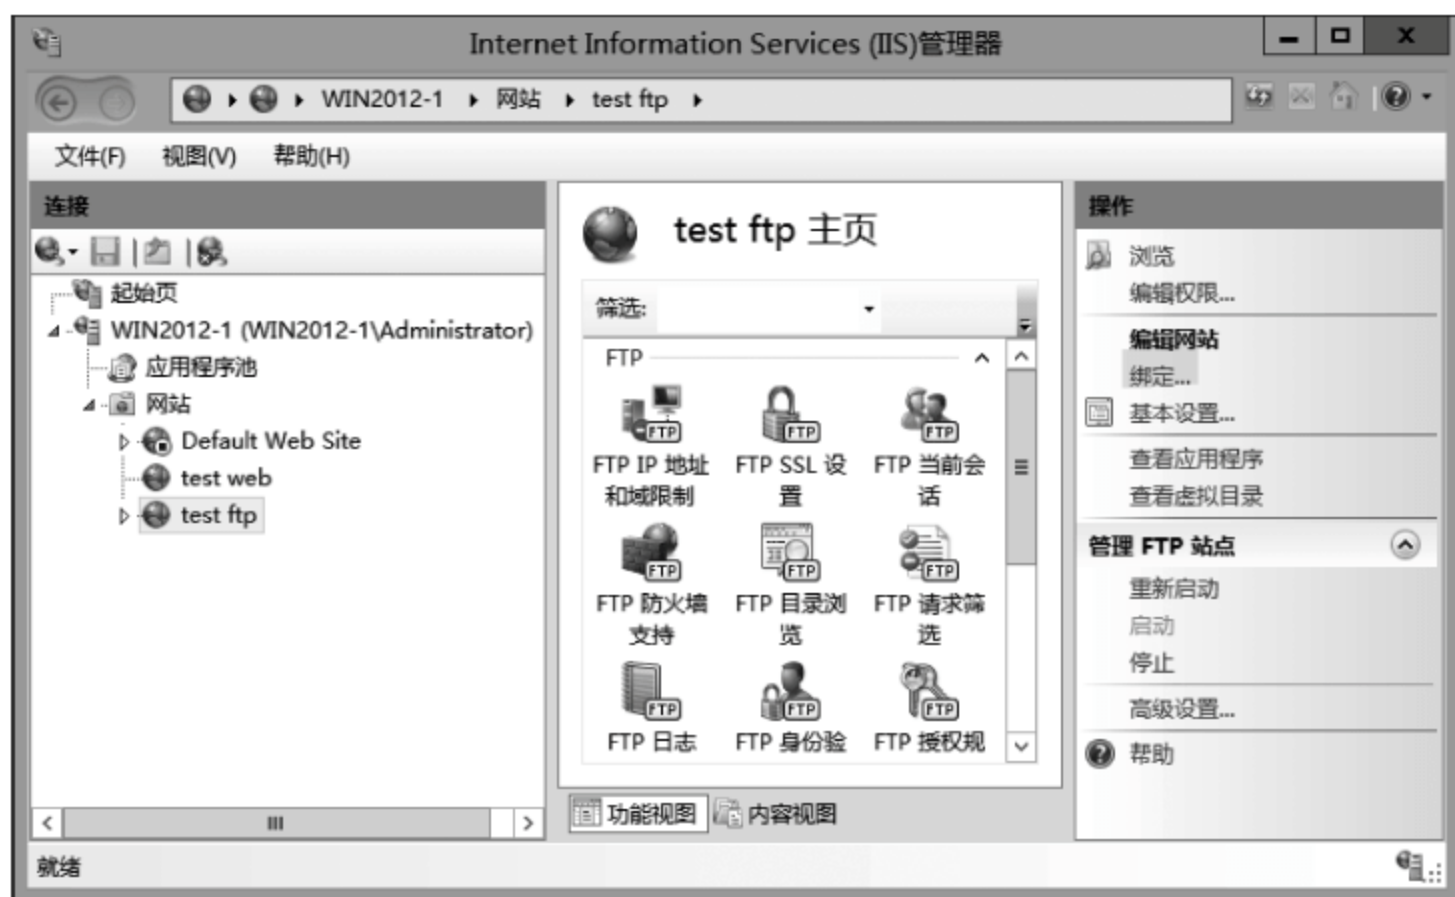 Internet Information Services (IIS)管理器
WIN2012-1 网站 test ftp
文件(F) 视图(V) 帮助(H)
连接
起始页
WIN2012-1 (WIN2012-1\Administrator)
应用程序池
网站
Default Web Site
test web
test ftp
test ftp 主页
筛选:
FTP
FTP IP 地址
和域限制
FTP SSL 设
置
FTP 当前会
话
FTP 防火墙
支持
FTP 目录浏
览
FTP 请求筛
选
FTP 日志
FTP 身份验
FTP 授权规
功能视图 内容视图
操作
浏览
编辑权限...
编辑网站
绑定...
基本设置...
查看应用程序
查看虚拟目录
管理 FTP 站点
重新启动
启动
停止
高级设置...
帮助
就绪